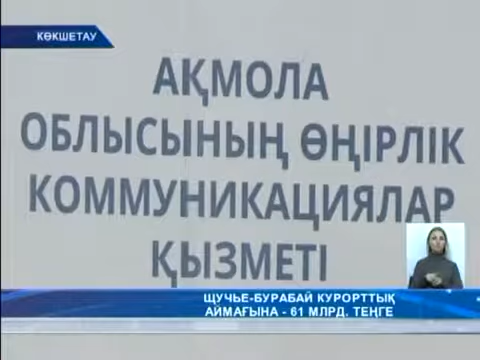 КӨКШЕТАУ
АҚМОЛА
ОБЛЫСЫНЫҢ ӨҢІРЛІК
КОММУНИКАЦИЯЛАР
ҚЫЗМЕТІ
ЩУЧЬЕ-БУРАБАЙ КУРОРТТЫҚ
АЙМАҒЫНА - 61 МЛРД. ТЕҢГЕ